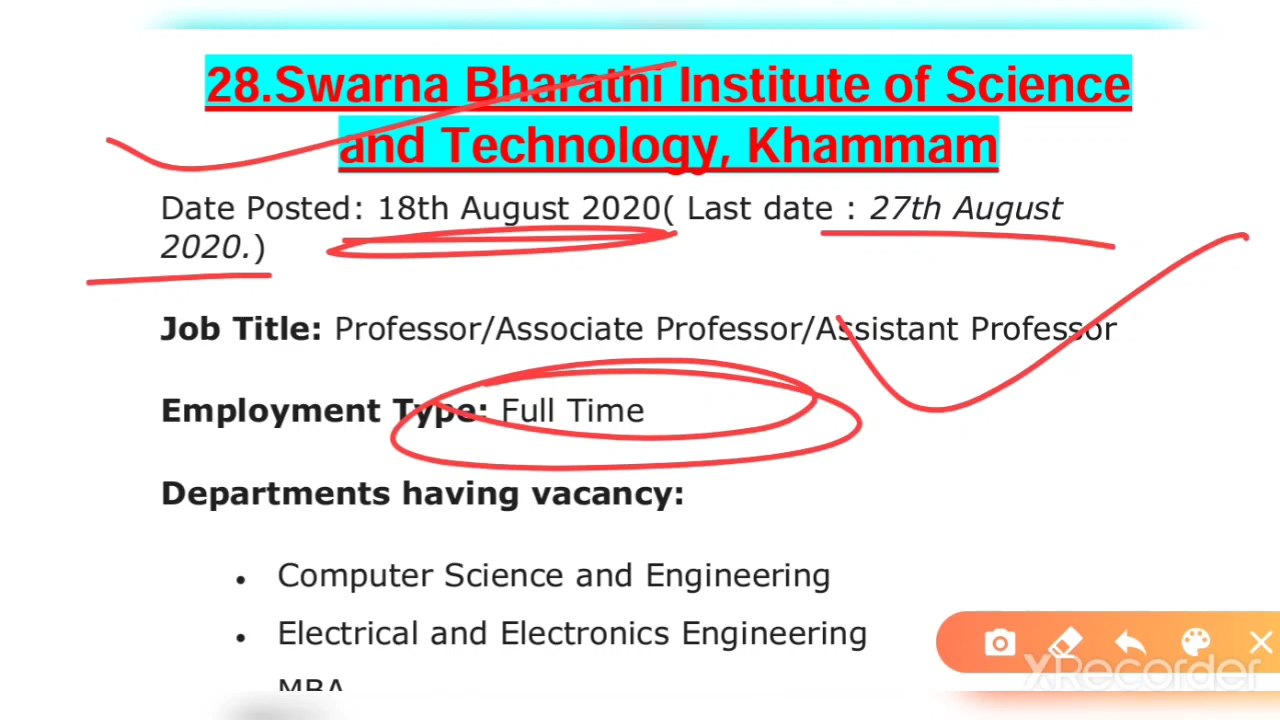 28.Swarna Bharathi Institute of Science
and Technology, Khammam
Date Posted: 18th August 2020( Last date : 27th August
2020.)
Job Title: Professor/Associate Professor/Assistant Professor
Employment Type: Full Time
Departments having vacancy:
• Computer Science and Engineering
• Electrical and Electronics Engineering
MBA
XRecorder